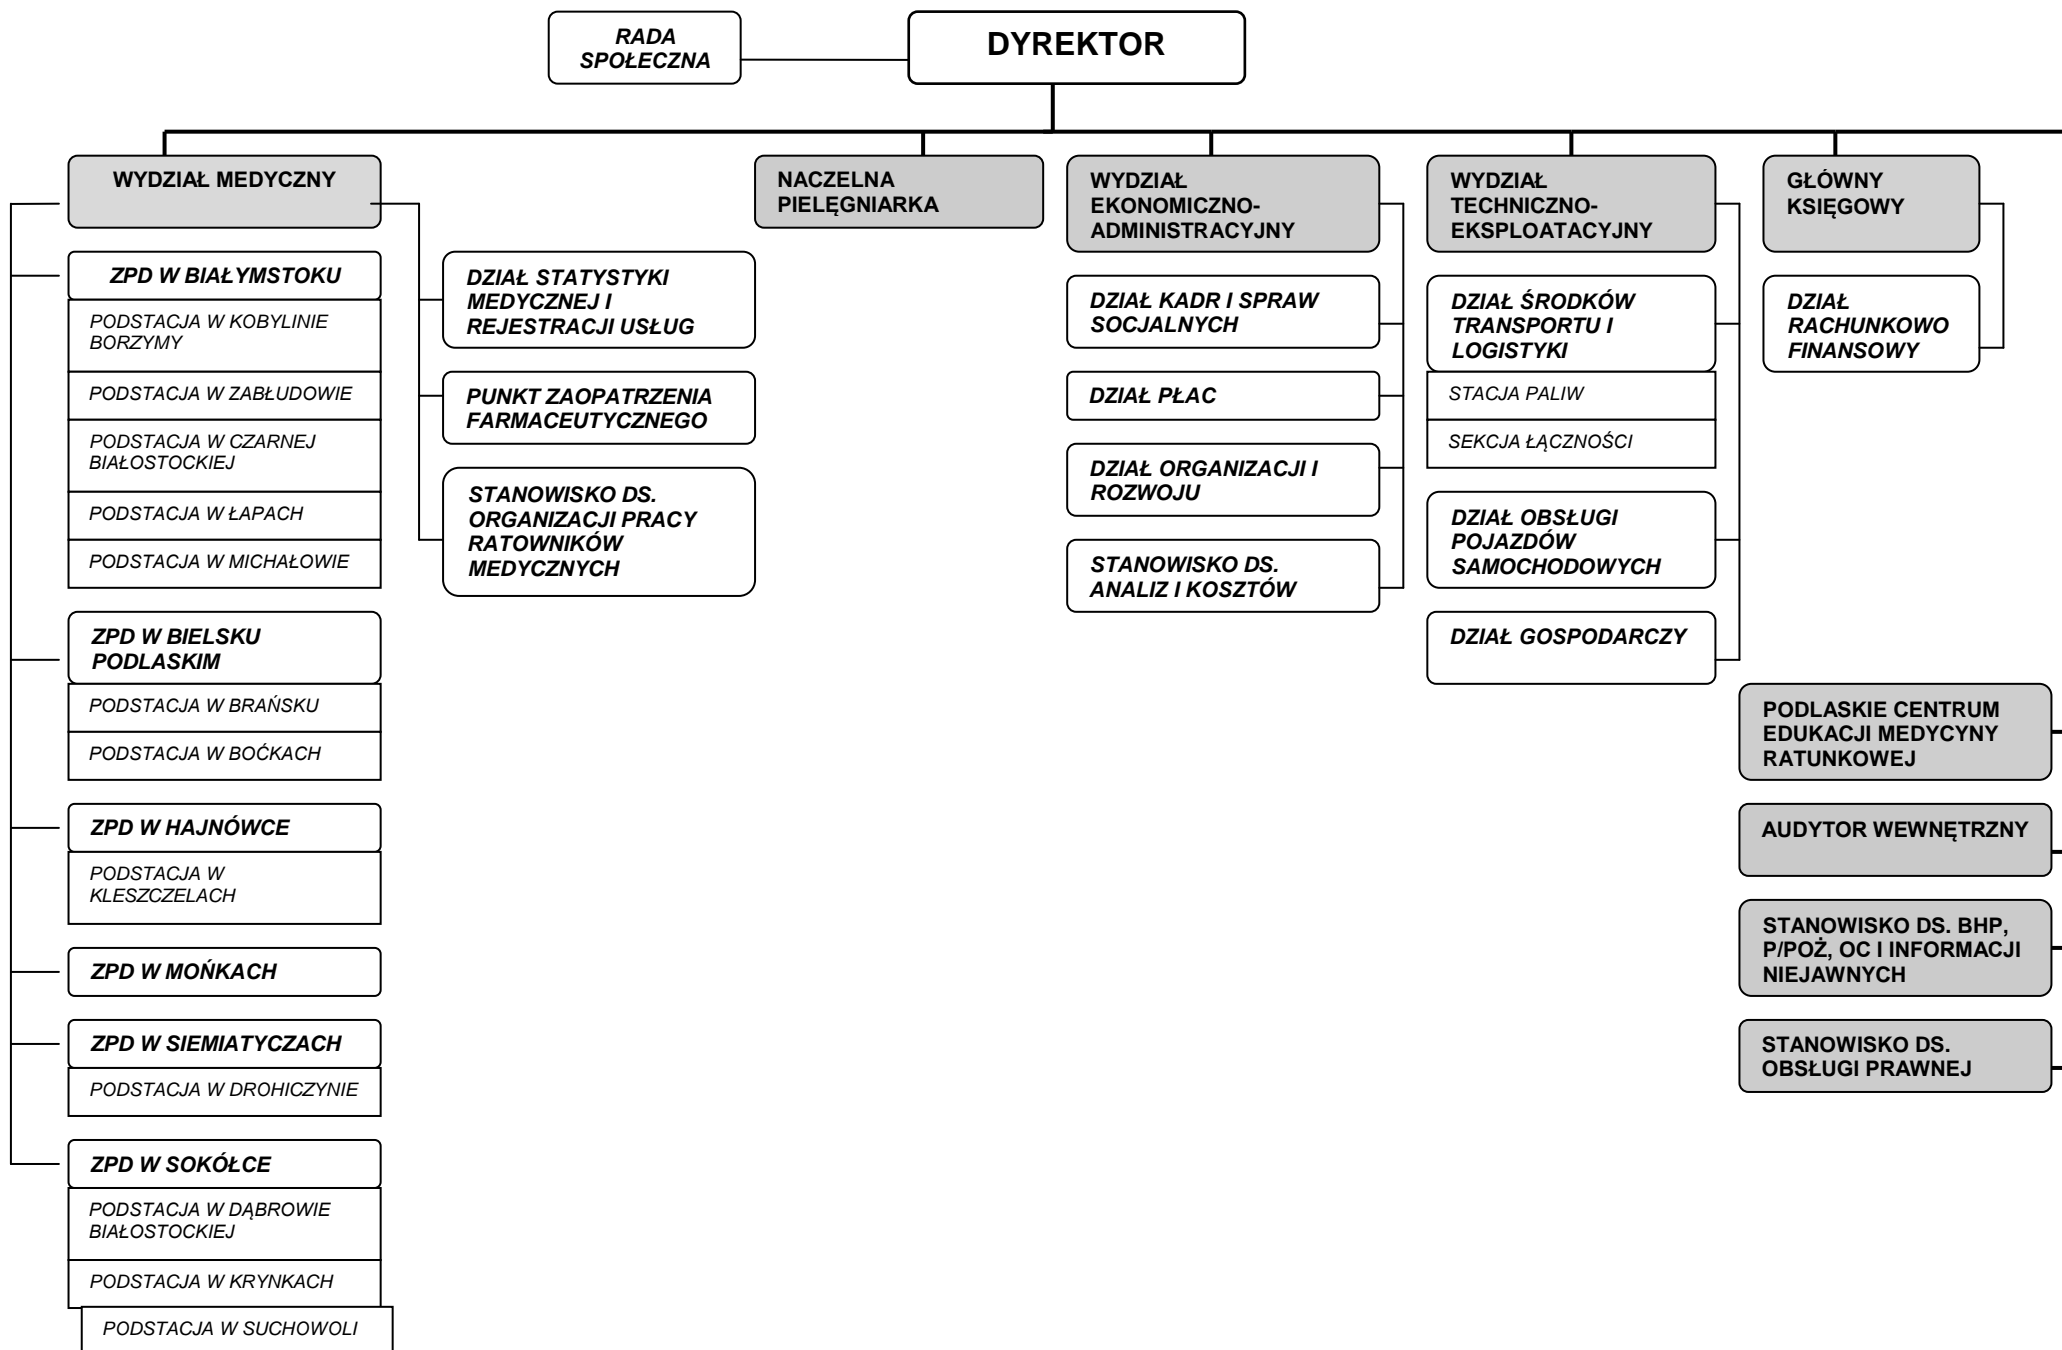 RADA
SPOŁECZNA
DYREKTOR
WYDZIAŁ MEDYCZNY
ZPD W BIAŁYMSTOKU
PODSTACJA W KOBYLINIE
BORZYMY
PODSTACJA W ZABŁUDOWIE
PODSTACJA W CZARNEJ
BIAŁOSTOCKIEJ
PODSTACJA W ŁAPACH
PODSTACJA W MICHAŁOWIE
ZPD W BIELSKU
PODLASKIM
PODSTACJA W BRAŃSKU
PODSTACJA W BOĆKACH
ZPD W HAJNÓWCE
PODSTACJA W
KLESZCZELACH
ZPD W MOŃKACH
ZPD W SIEMIATYCZACH
PODSTACJA W DROHICZYNIE
ZPD W SOKÓŁCE
PODSTACJA W DĄBROWIE
BIAŁOSTOCKIEJ
PODSTACJA W KRYNKACH
PODSTACJA W SUCHOWOLI
DZIAŁ STATYSTYKI
MEDYCZNEJ I
REJESTRACJI USŁUG
PUNKT ZAOPATRZENIA
FARMACEUTYCZNEGO
STANOWISKO DS.
ORGANIZACJI PRACY
RATOWNIKÓW
MEDYCZNYCH
NACZELNA
PIELĘGNIARKA
WYDZIAŁ
EKONOMICZNO-
ADMINISTRACYJNY
DZIAŁ KADR I SPRAW
SOCJALNYCH
DZIAŁ PŁAC
DZIAŁ ORGANIZACJI I
ROZWOJU
STANOWISKO DS.
ANALIZ I KOSZTÓW
WYDZIAŁ
TECHNICZNO-
EKSPLOATACYJNY
DZIAŁ ŚRODKÓW
TRANSPORTU I
LOGISTYKI
STACJA PALIW
SEKCJA ŁĄCZNOŚCI
DZIAŁ OBSŁUGI
POJAZDÓW
SAMOCHODOWYCH
DZIAŁ GOSPODARCZY
GŁÓWNY
KSIĘGOWY
DZIAŁ
RACHUNKOWO
FINANSOWY
PODLASKIE CENTRUM
EDUKACJI MEDYCYNY
RATUNKOWEJ
AUDYTOR WEWNĘTRZNY
STANOWISKO DS. BHP,
P/POŻ, OC I INFORMACJI
NIEJAWNYCH
STANOWISKO DS.
OBSŁUGI PRAWNEJ